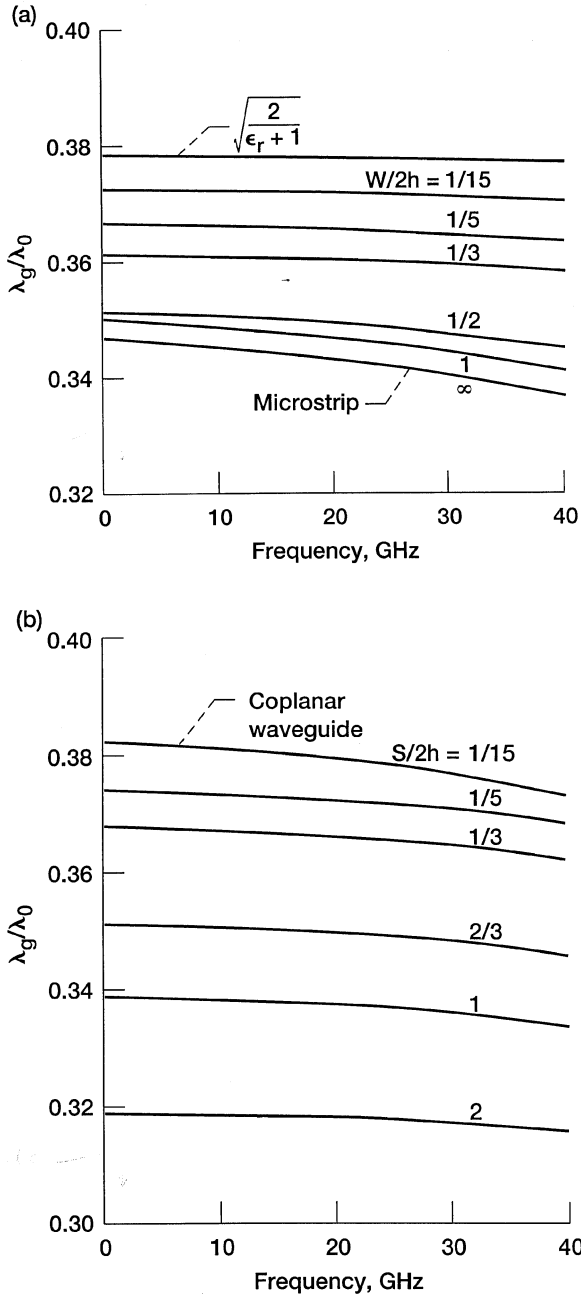 (a)
0.40
0.38
0.36
0.34
0.32
λg/λ0
√2/(ϵr + 1)
W/2h = 1/15
1/5
1/3
1/2
1
∞
Microstrip
0
10
20
30
40
Frequency, GHz
(b)
0.40
0.38
0.36
0.34
0.32
0.30
λg/λ0
Coplanar
waveguide
S/2h = 1/15
1/5
1/3
2/3
1
2
0
10
20
30
40
Frequency, GHz